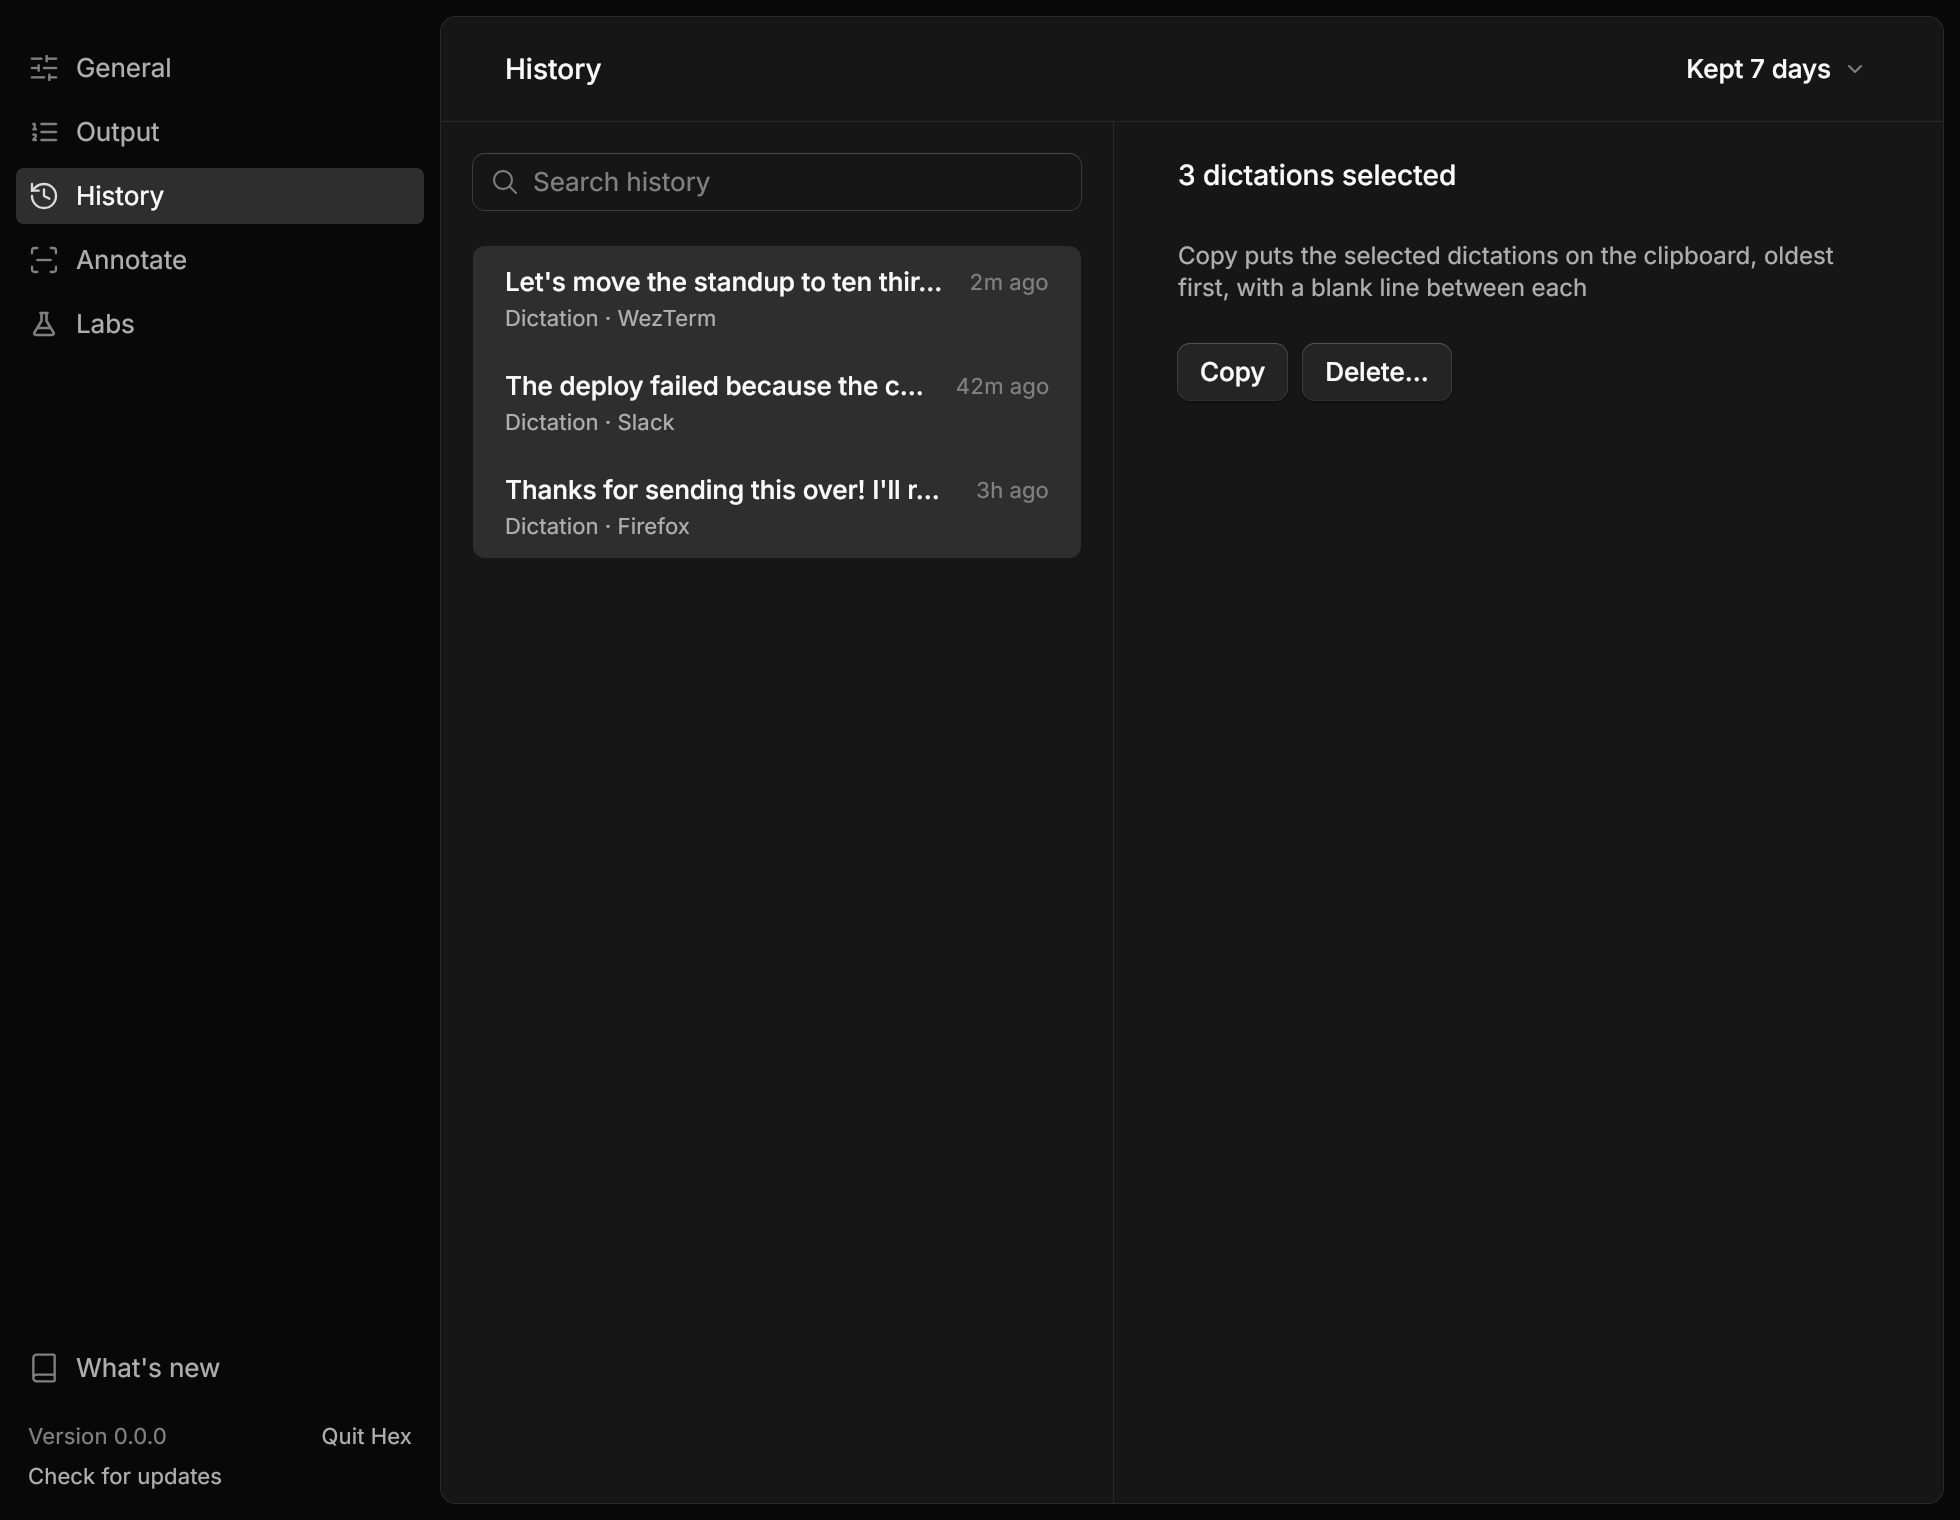 General
Output
History
Annotate
Labs
What's new
Version 0.0.0
Quit Hex
Check for updates
History
Kept 7 days
Search history
Let's move the standup to ten thir...
2m ago
Dictation · WezTerm
The deploy failed because the c...
42m ago
Dictation · Slack
Thanks for sending this over! I'll r...
3h ago
Dictation · Firefox
3 dictations selected
Copy puts the selected dictations on the clipboard, oldest
first, with a blank line between each
Copy
Delete...